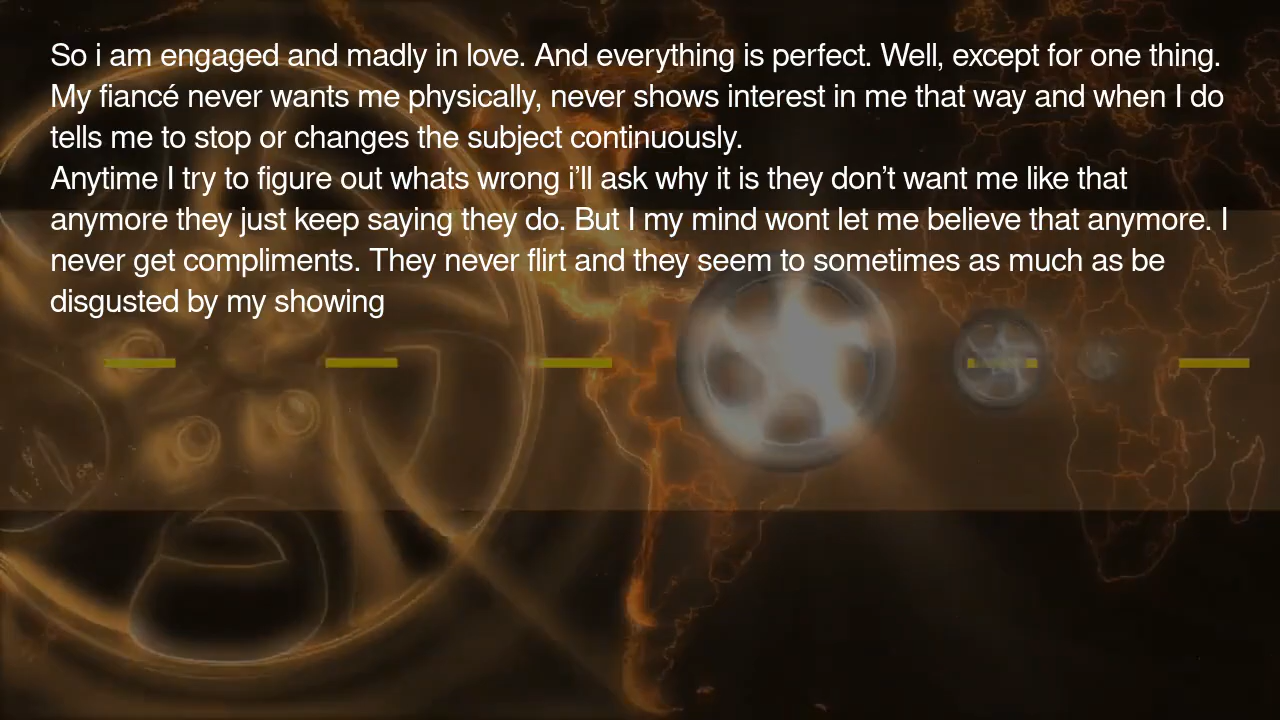 So i am engaged and madly in love. And everything is perfect. Well, except for one thing.
My fiancé never wants me physically, never shows interest in me that way and when I do
tells me to stop or changes the subject continuously.
Anytime I try to figure out whats wrong i’ll ask why it is they don’t want me like that
anymore they just keep saying they do. But I my mind wont let me believe that anymore. I
never get compliments. They never flirt and they seem to sometimes as much as be
disgusted by my showing